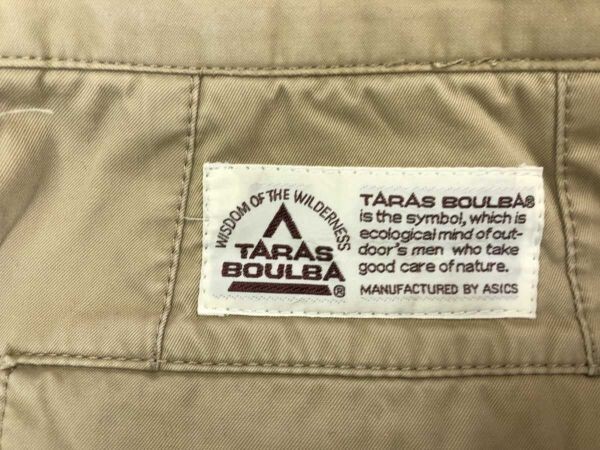 WISDOM OF THE WILDERNESS
TARAS
BOULBA
®
TARAS BOULBA®
is the symbol, which is
ecological mind of out-
door's men who take
good care of nature.
MANUFACTURED BY ASICS